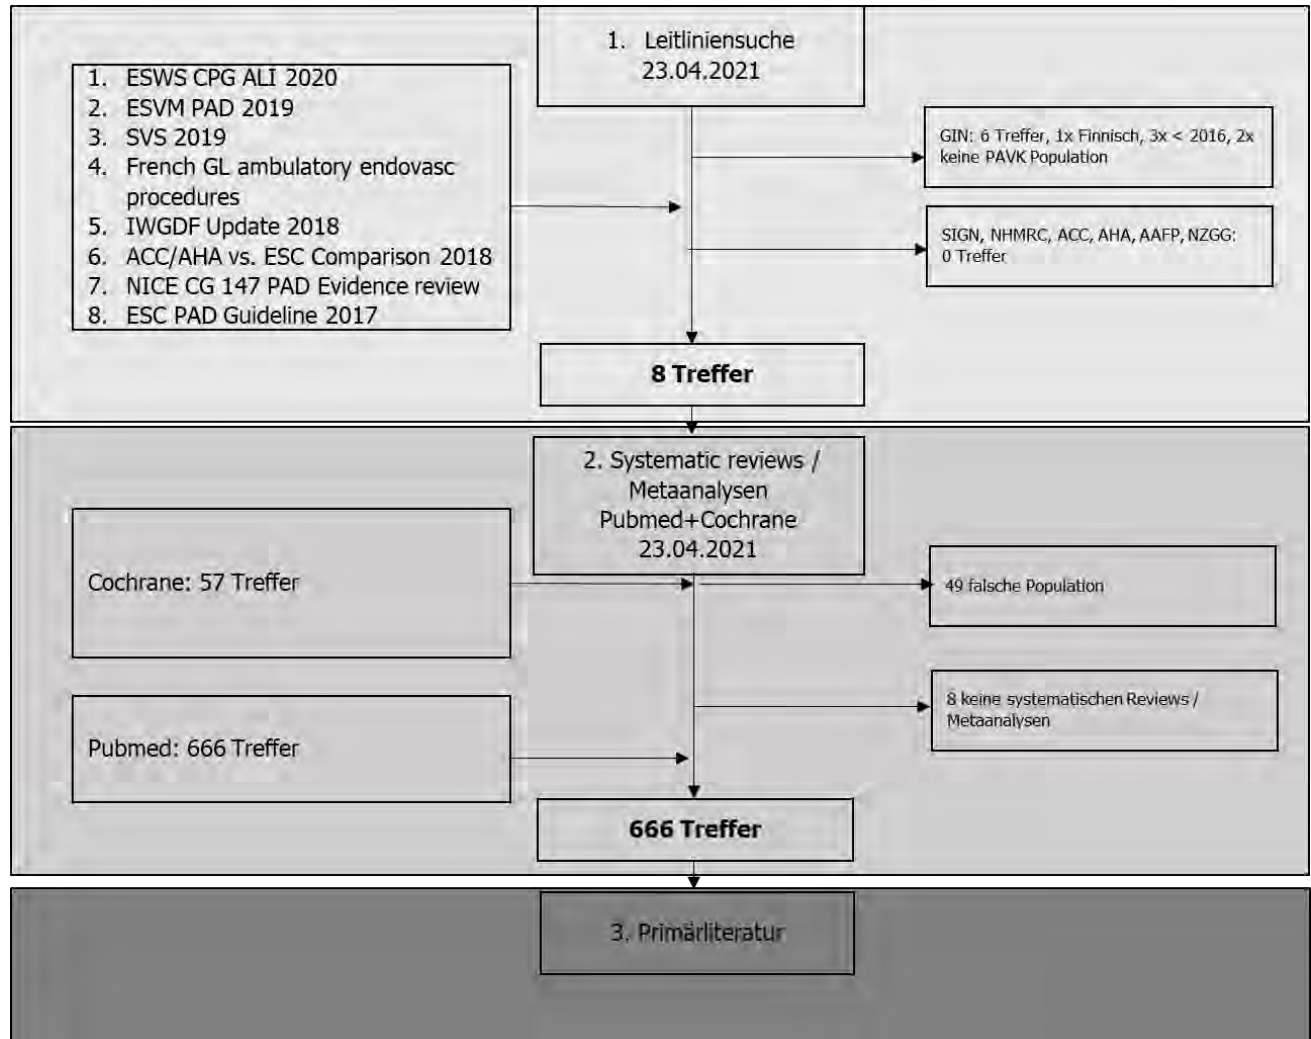 1. Leitliniensuche
23.04.2021
1. ESWS CPG ALI 2020
2. ESVM PAD 2019
3. SVS 2019
4. French GL ambulatory endovasc
procedures
5. IWGDF Update 2018
6. ACC/AHA vs. ESC Comparison 2018
7. NICE CG 147 PAD Evidence review
8. ESC PAD Guideline 2017
GIN: 6 Treffer, 1x Finnisch, 3x < 2016, 2x
keine PAVK Population
SIGN, NHMRC, ACC, AHA, AAFP, NZGG:
0 Treffer
8 Treffer
2. Systematic reviews /
Metaanalysen
Pubmed+Cochrane
23.04.2021
Cochrane: 57 Treffer
49 falsche Population
8 keine systematischen Reviews /
Metaanalysen
Pubmed: 666 Treffer
666 Treffer
3. Primärliteratur